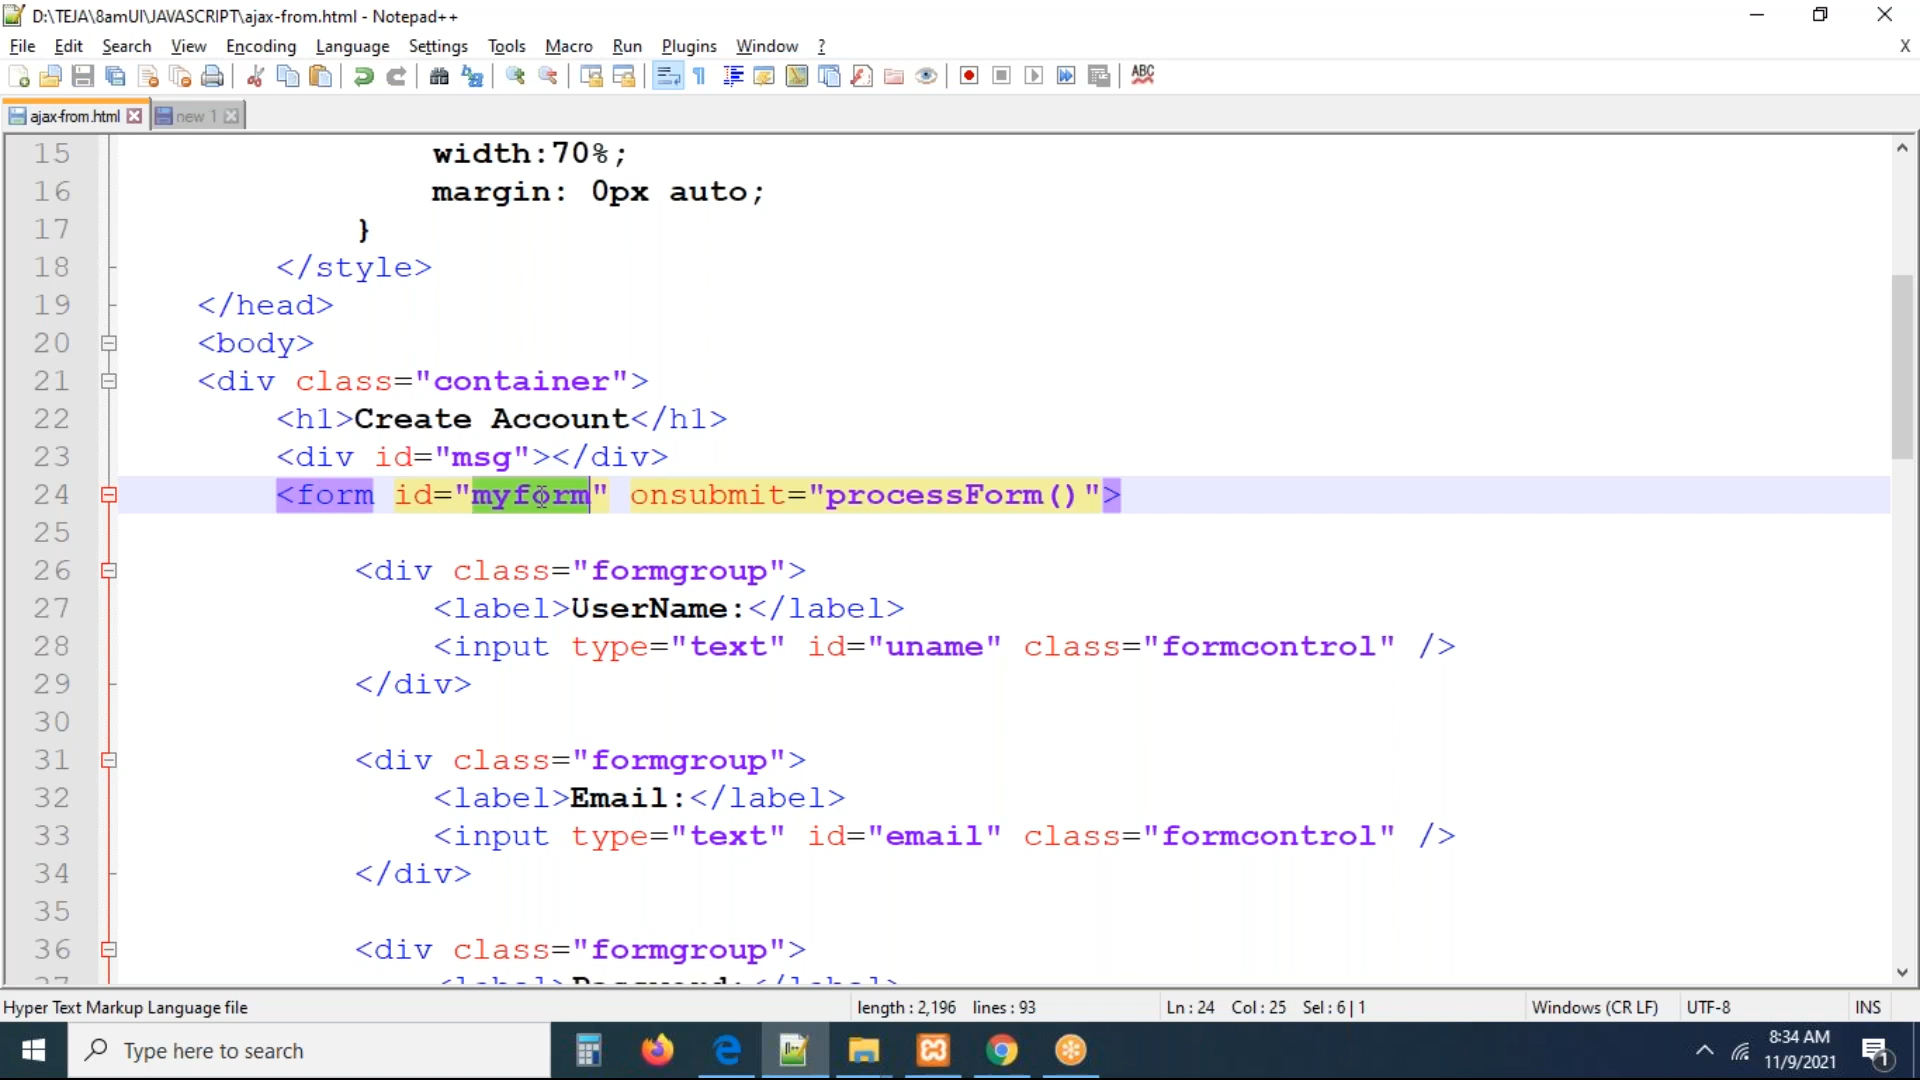 D:\TEJA\8amUI\JAVASCRIPT\ajax-from.html - Notepad++
File Edit Search View Encoding Language Settings Tools Macro Run Plugins Window ? X
ABC
ajax-from.html new 1
15 width:70%;
16 margin: 0px auto;
17 }
18 </style>
19 </head>
20 <body>
21 <div class="container">
22 <h1>Create Account</h1>
23 <div id="msg"></div>
24 <form id="myform" onsubmit="processForm()">
25
26 <div class="formgroup">
27 <label>UserName:</label>
28 <input type="text" id="uname" class="formcontrol" />
29 </div>
30
31 <div class="formgroup">
32 <label>Email:</label>
33 <input type="text" id="email" class="formcontrol" />
34 </div>
35
36 <div class="formgroup">
37 <label>Password:</label>
Hyper Text Markup Language file length : 2,196 lines : 93 Ln : 24 Col : 25 Sel : 6 | 1 Windows (CR LF) UTF-8 INS
Type here to search
8:34 AM
11/9/2021
1